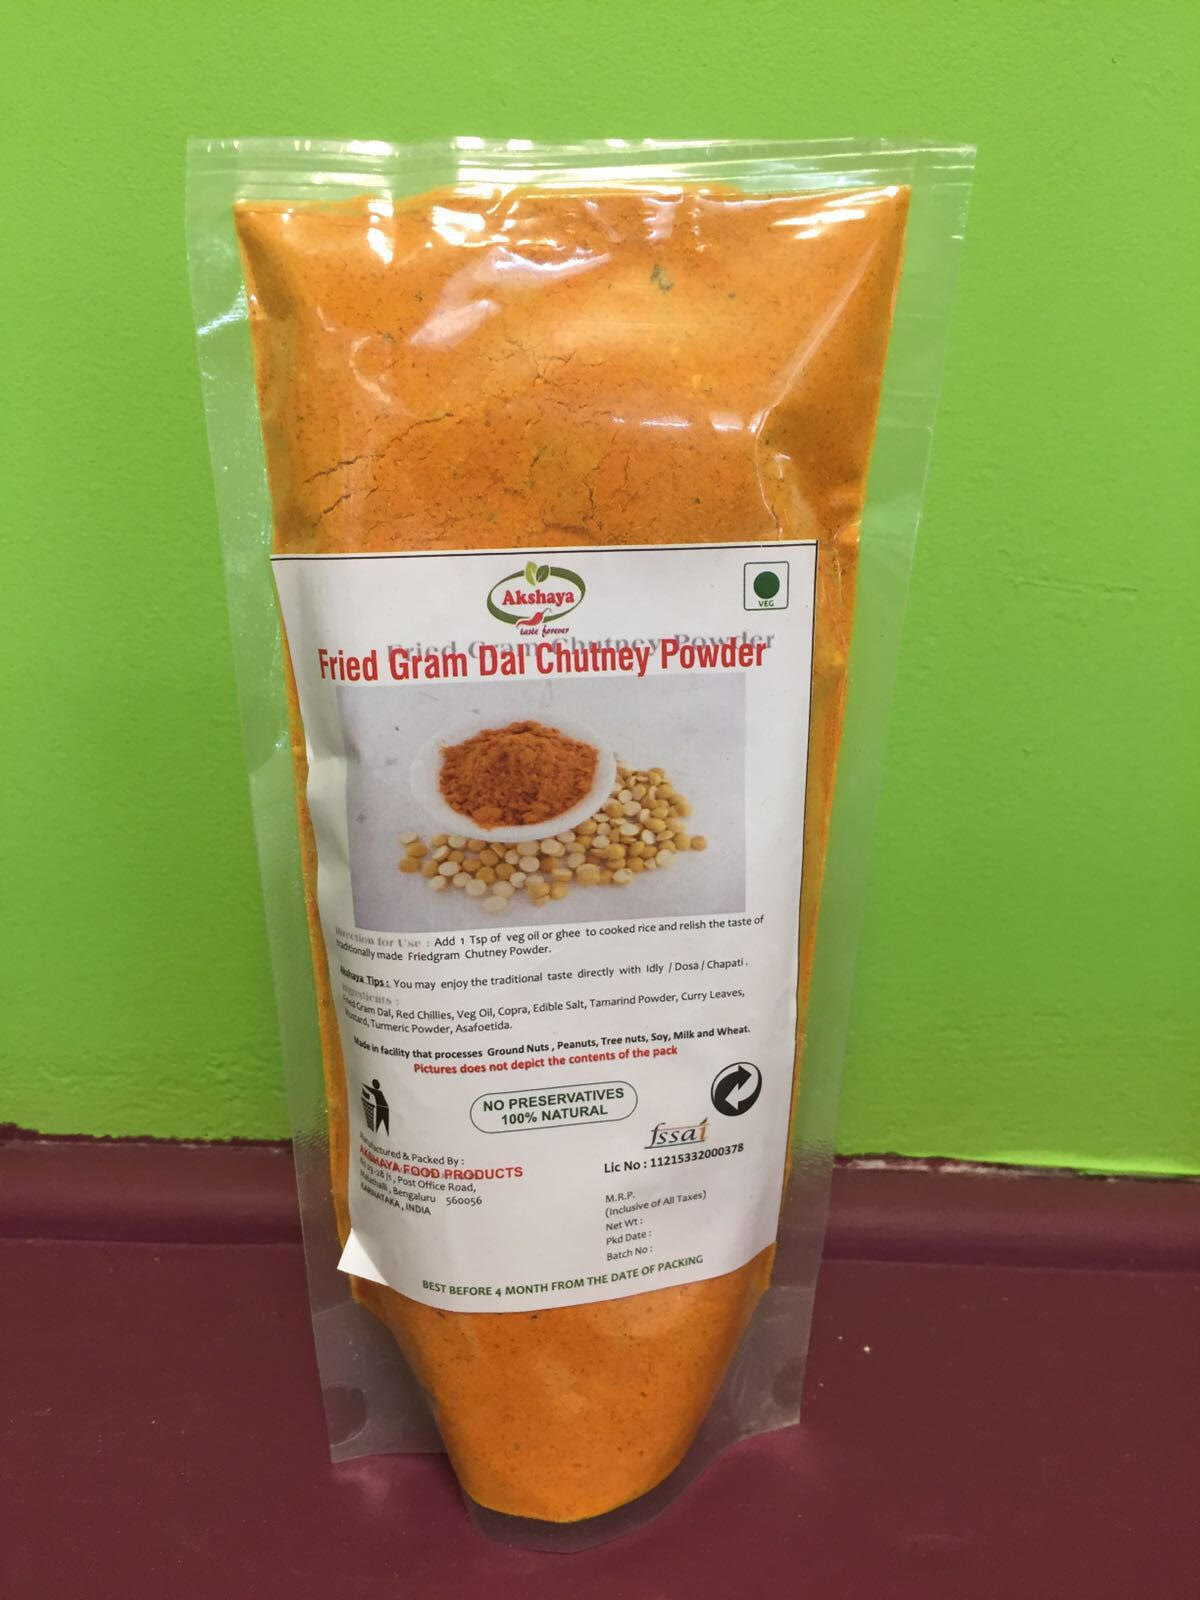 Akshaya
taste forever
VEG
Fried Gram Chutney Powder
Fried Gram Dal Chutney Powder
Direction for Use : Add 1 Tsp of veg oil or ghee to cooked rice and relish the taste of
traditionally made Friedgram Chutney Powder.
Akshaya Tips : You may enjoy the traditional taste directly with Idly / Dosa / Chapati .
Ingredients :
Fried Gram Dal, Red Chillies, Veg Oil, Copra, Edible Salt, Tamarind Powder, Curry Leaves,
Mustard, Turmeric Powder, Asafoetida.
Made in facility that processes Ground Nuts , Peanuts, Tree nuts, Soy, Milk and Wheat.
Pictures does not depict the contents of the pack
NO PRESERVATIVES
100% NATURAL
fssai
Lic No : 11215332000378
Manufactured & Packed By :
AKSHAYA FOOD PRODUCTS
Post Office Road,
Bengaluru 560056
KARNATAKA , INDIA
M.R.P.
(Inclusive of All Taxes)
Net Wt :
Pkd Date :
Batch No :
BEST BEFORE 4 MONTH FROM THE DATE OF PACKING